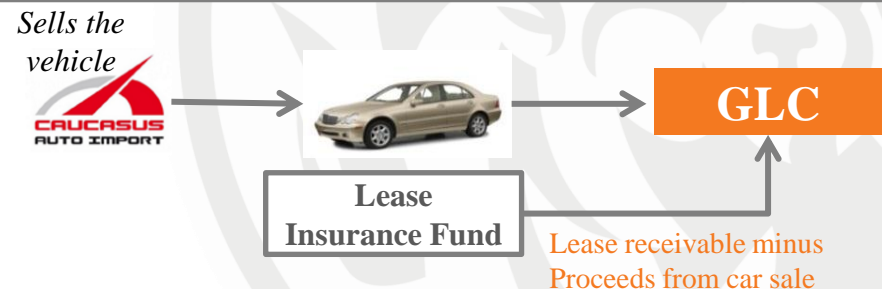 Sells the
vehicle
CAUCASUS
AUTO IMPORT
GLC
Lease
Insurance Fund
Lease receivable minus
Proceeds from car sale